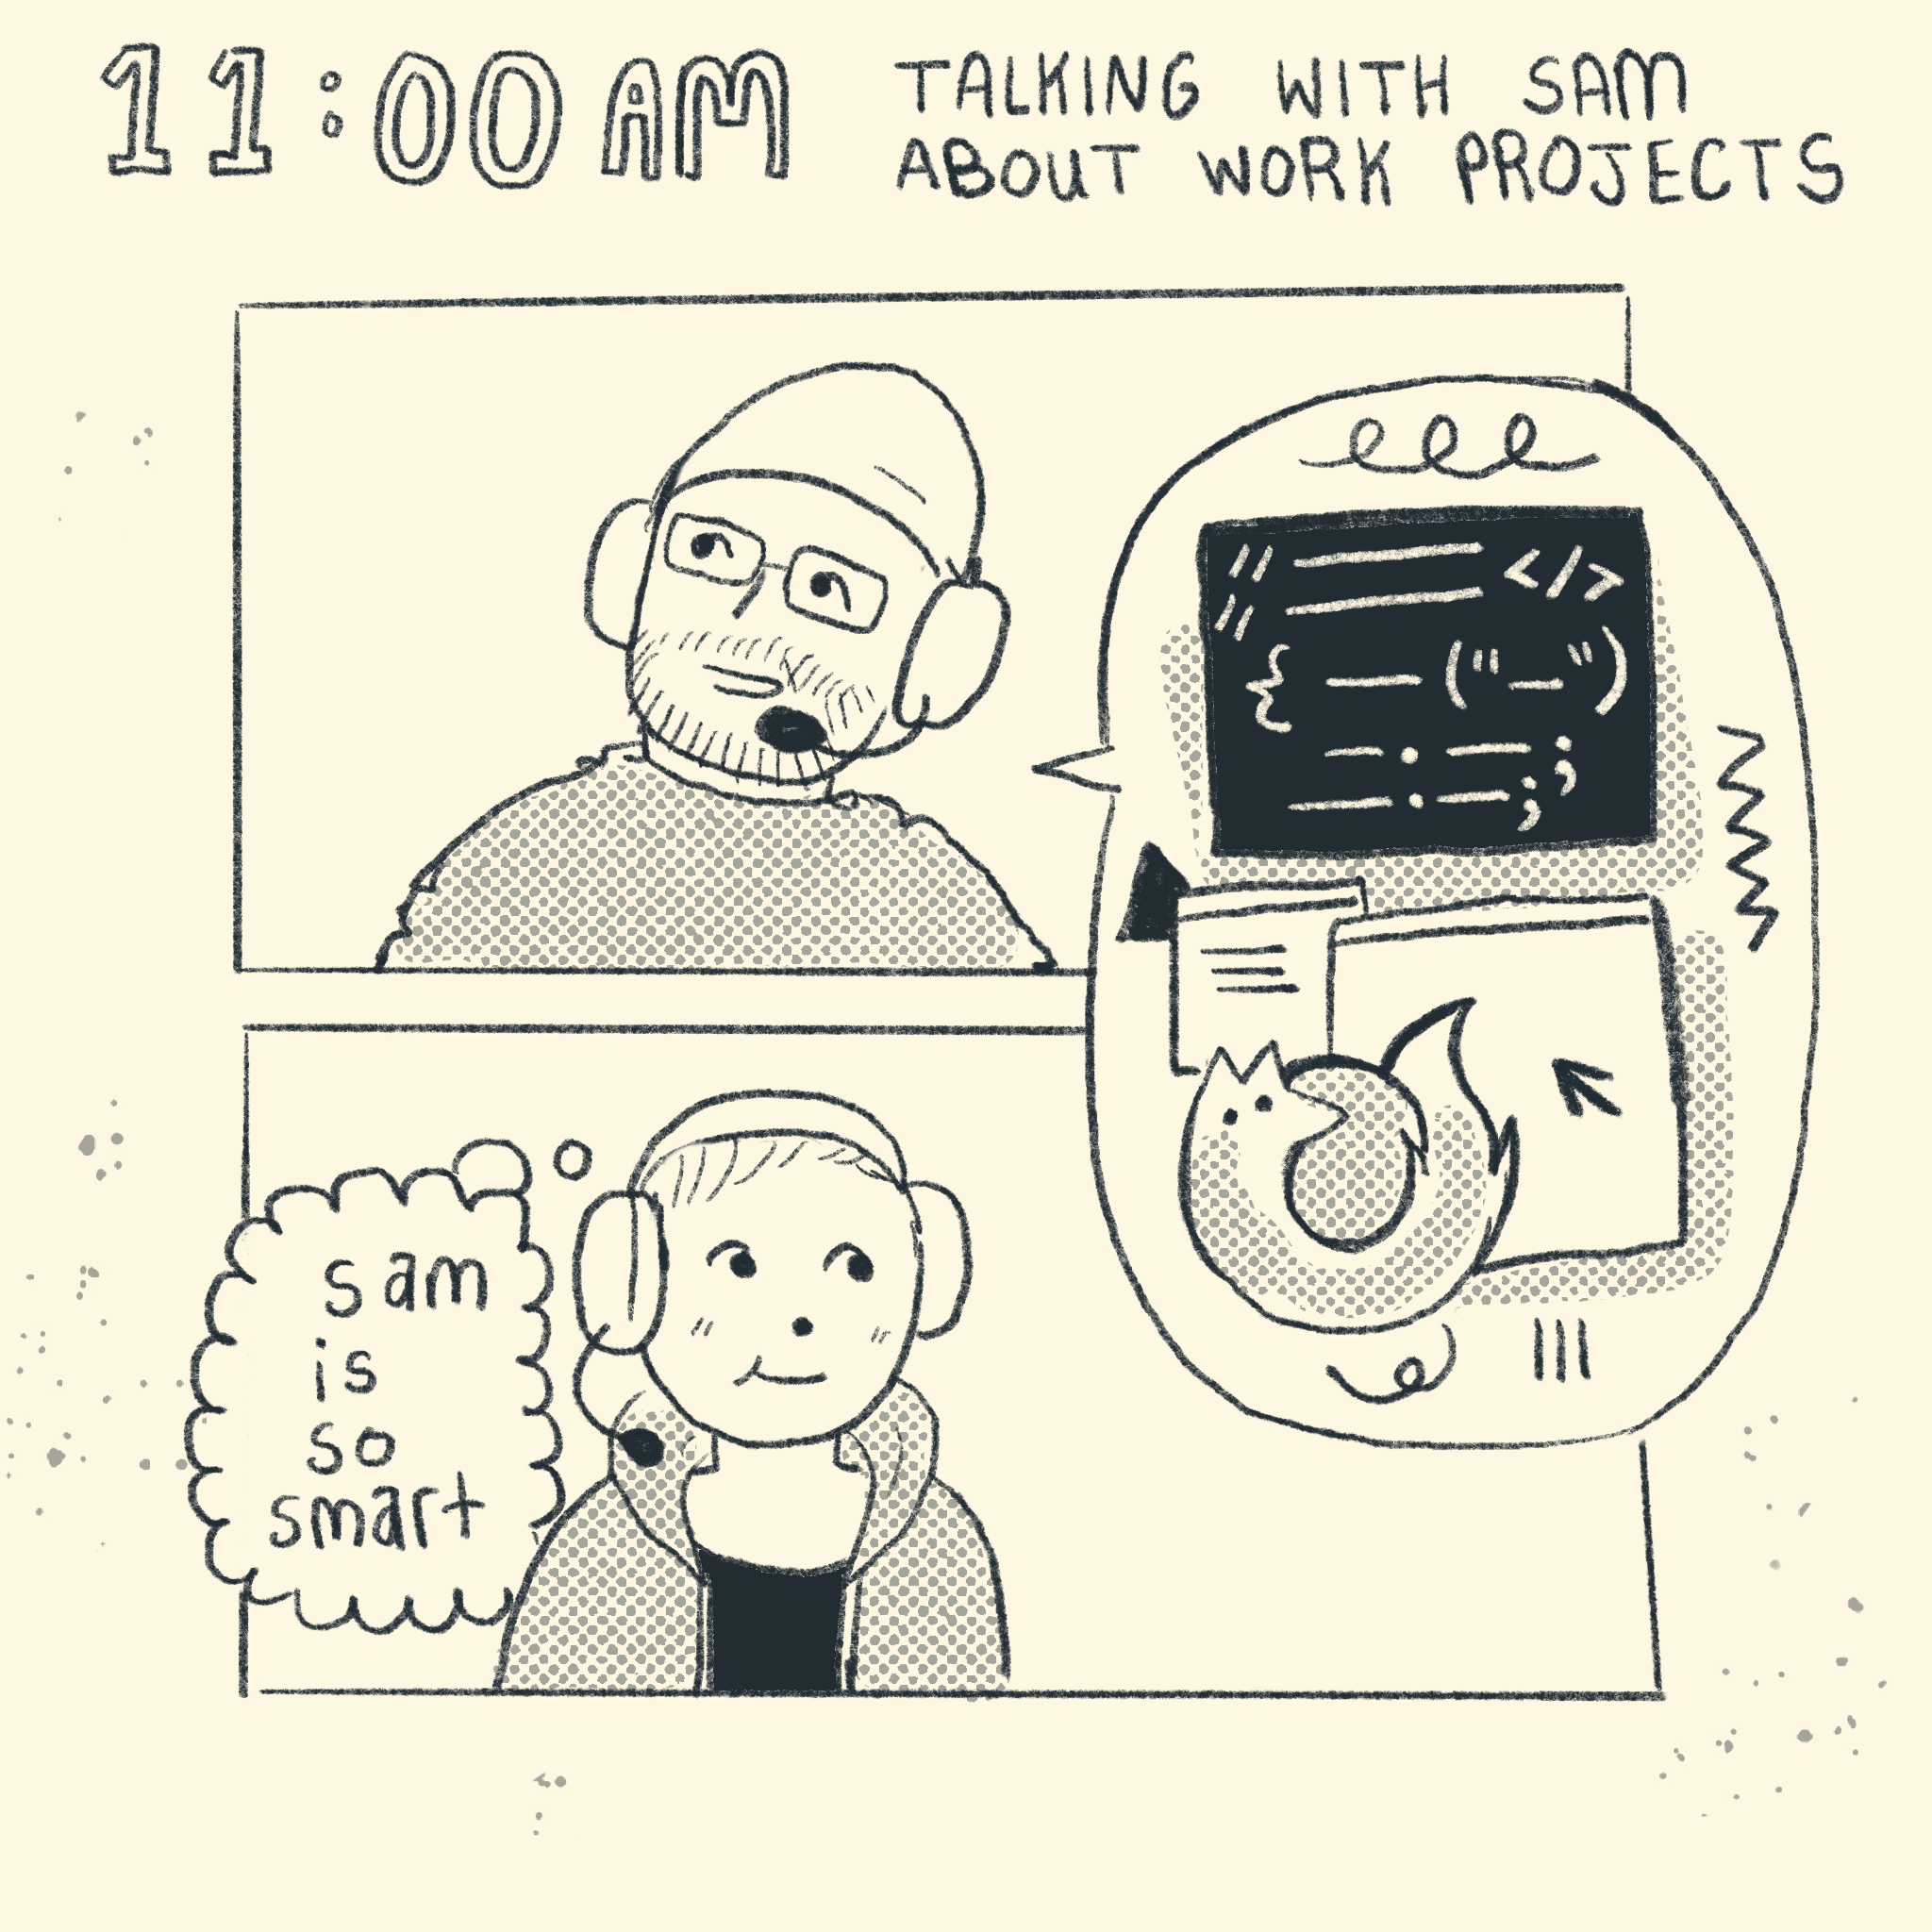 11:00 AM
TALKING WITH SAM
ABOUT WORK PROJECTS
// </>
//
{ — ("_")
— . — ;
— . — ;
sam
is
so
smart